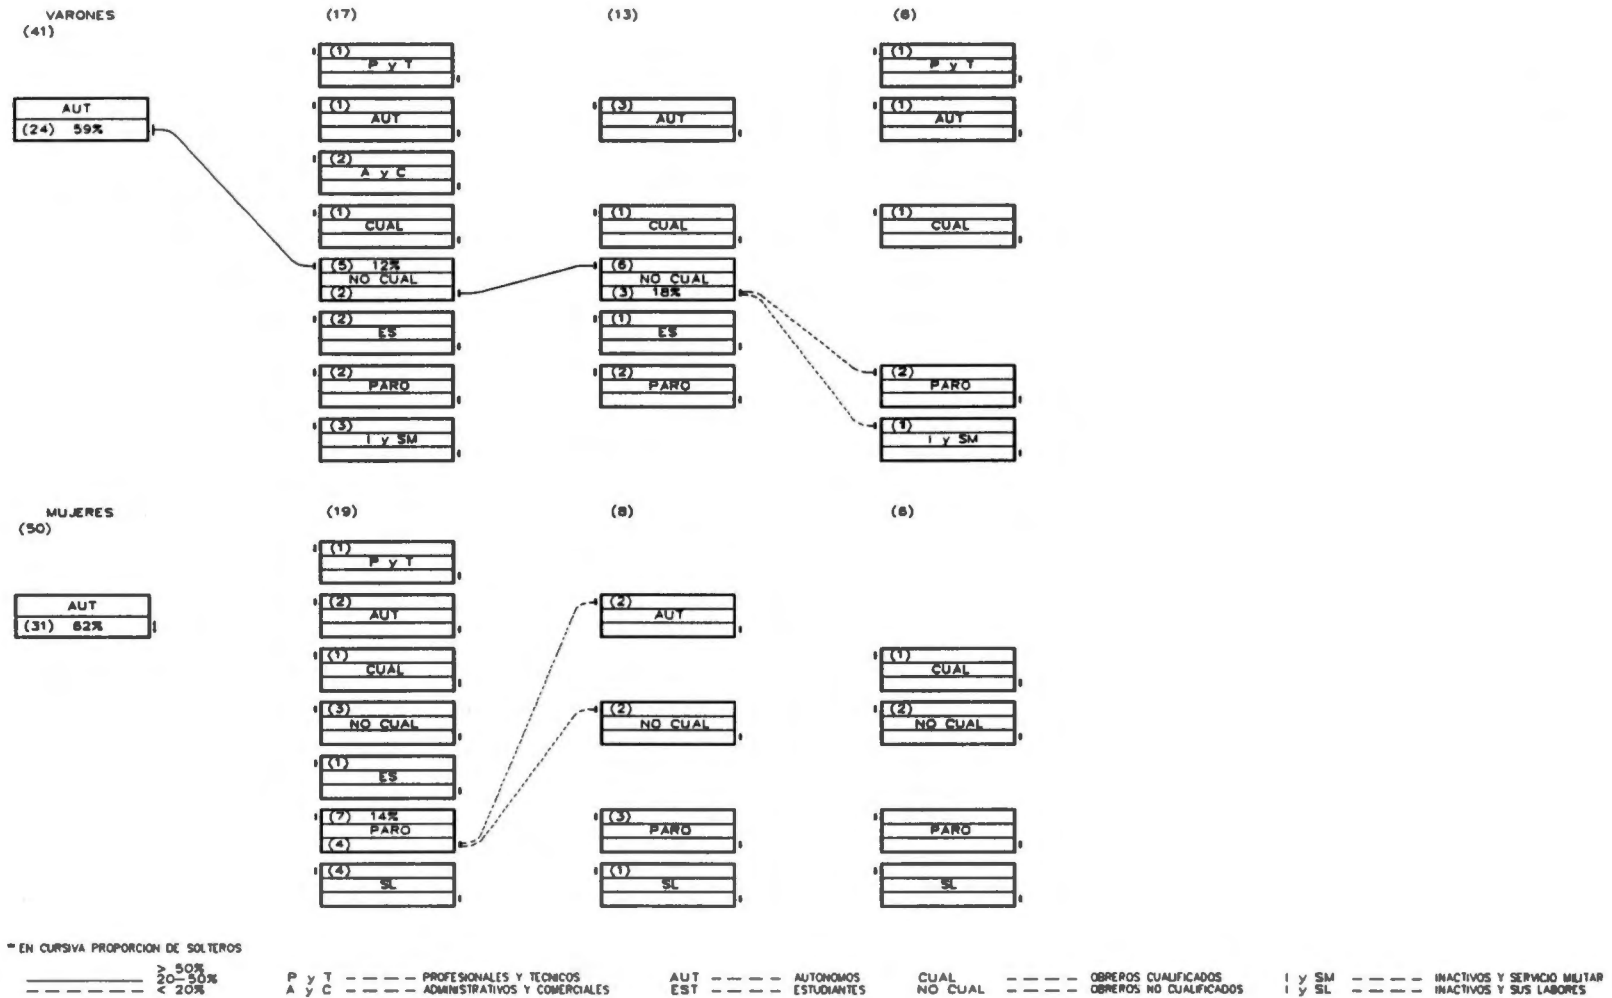 VARONES (17) (13) (6)
(41)
(1) (1)
P y T P y T
AUT (1) (3) (1)
(24) 59% AUT AUT AUT
(2)
A y C
(1) (1) (1)
CUAL CUAL CUAL
(5) 12% (6)
NO CUAL NO CUAL
(2) (3) 18%
(2) (1)
ES ES
(2) (2) (2)
PARO PARO PARO
(3) (1)
I y SM I y SM
MUJERES (19) (8) (6)
(50)
(1)
P y T
AUT (2) (2)
(31) 62% AUT AUT
(1) (1)
CUAL CUAL
(3) (2) (2)
NO CUAL NO CUAL NO CUAL
(1)
ES
(7) 14% (3)
PARO PARO PARO
(4)
(4) (1)
SL SL SL
** EN CURSIVA PROPORCION DE SOLTEROS
> 50%
20-50%
< 20%
P y T PROFESIONALES Y TECNICOS AUT AUTONOMOS CUAL OBREROS CUALIFICADOS I y SM INACTIVOS Y SERVICIO MILITAR
A y C ADMINISTRATIVOS Y COMERCIALES EST ESTUDIANTES NO CUAL OBREROS NO CUALIFICADOS I y SL INACTIVOS Y SUS LABORES